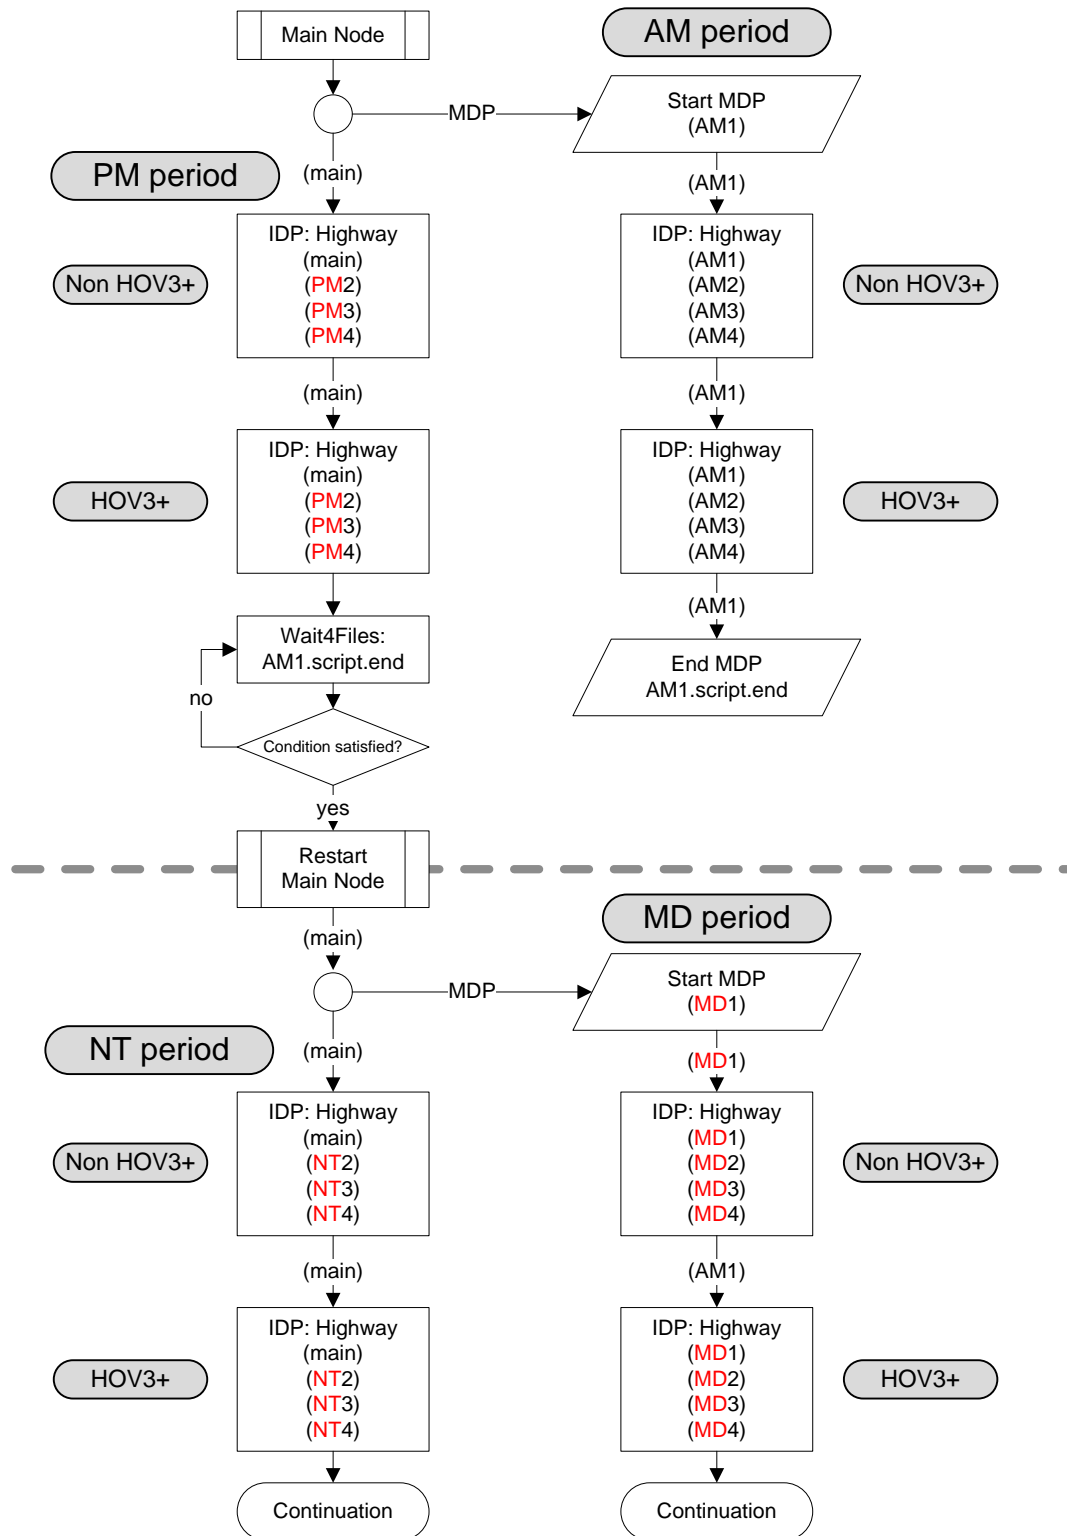 Main Node
AM period
MDP
Start MDP
(AM1)
(main)
PM period
(AM1)
IDP: Highway
(main)
(PM2)
(PM3)
(PM4)
Non HOV3+
IDP: Highway
(AM1)
(AM2)
(AM3)
(AM4)
Non HOV3+
(main)
(AM1)
IDP: Highway
(main)
(PM2)
(PM3)
(PM4)
HOV3+
IDP: Highway
(AM1)
(AM2)
(AM3)
(AM4)
HOV3+
(AM1)
Wait4Files:
AM1.script.end
End MDP
AM1.script.end
no
Condition satisfied?
yes
Restart
Main Node
MD period
(main)
MDP
Start MDP
(MD1)
NT period
(main)
(MD1)
IDP: Highway
(main)
(NT2)
(NT3)
(NT4)
Non HOV3+
IDP: Highway
(MD1)
(MD2)
(MD3)
(MD4)
Non HOV3+
(main)
(AM1)
IDP: Highway
(main)
(NT2)
(NT3)
(NT4)
HOV3+
IDP: Highway
(MD1)
(MD2)
(MD3)
(MD4)
HOV3+
Continuation
Continuation